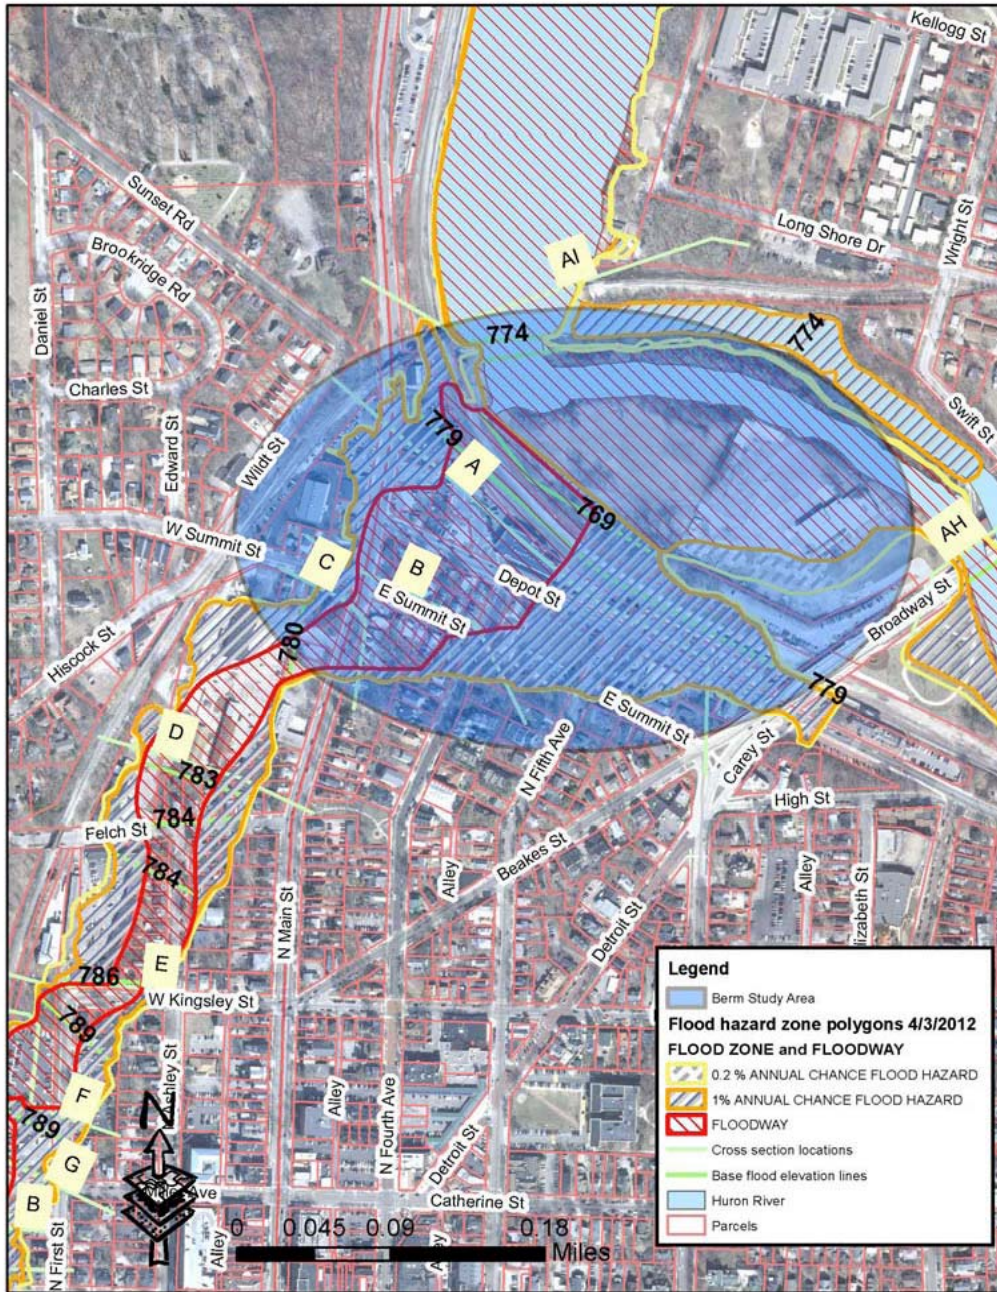 Kellogg St
Sunset Rd
Brookridge Rd
Long Shore Dr
Wright St
AI
Daniel St
774
774
Charles St
Edward St
Wildt St
Swift St
779
A
769
AH
W Summit St
C
B
Depot St
E Summit St
Broadway St
Hiscock St
780
779
E Summit St
D
N Fifth Ave
Carey St
783
High St
Felch St
784
Alley
Beakes St
Alley
784
N Main St
Detroit St
lizabeth St
786
E
W Kingsley St
789
F
Ashley St
Alley
N Fourth Ave
789
G
N
Detroit St
B
Ave
Catherine St
N First St
Alley
Alley
0 0.045 0.09 0.18
Miles
Legend
Berm Study Area
Flood hazard zone polygons 4/3/2012
FLOOD ZONE and FLOODWAY
0.2 % ANNUAL CHANCE FLOOD HAZARD
1% ANNUAL CHANCE FLOOD HAZARD
FLOODWAY
Cross section locations
Base flood elevation lines
Huron River
Parcels